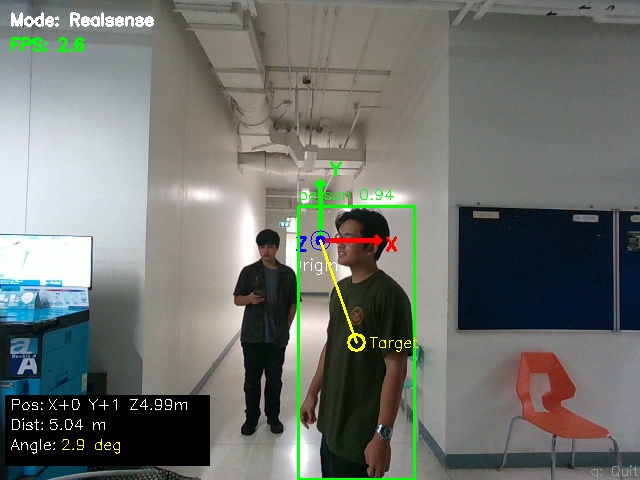 Mode: Realsense
FPS: 2.6
Y
person 0.94
Z
X
Origin
Target
a
Double A
A
Pos: X+0 Y+1 Z4.99m
Dist: 5.04 m
Angle: 2.9 deg
q: Quit